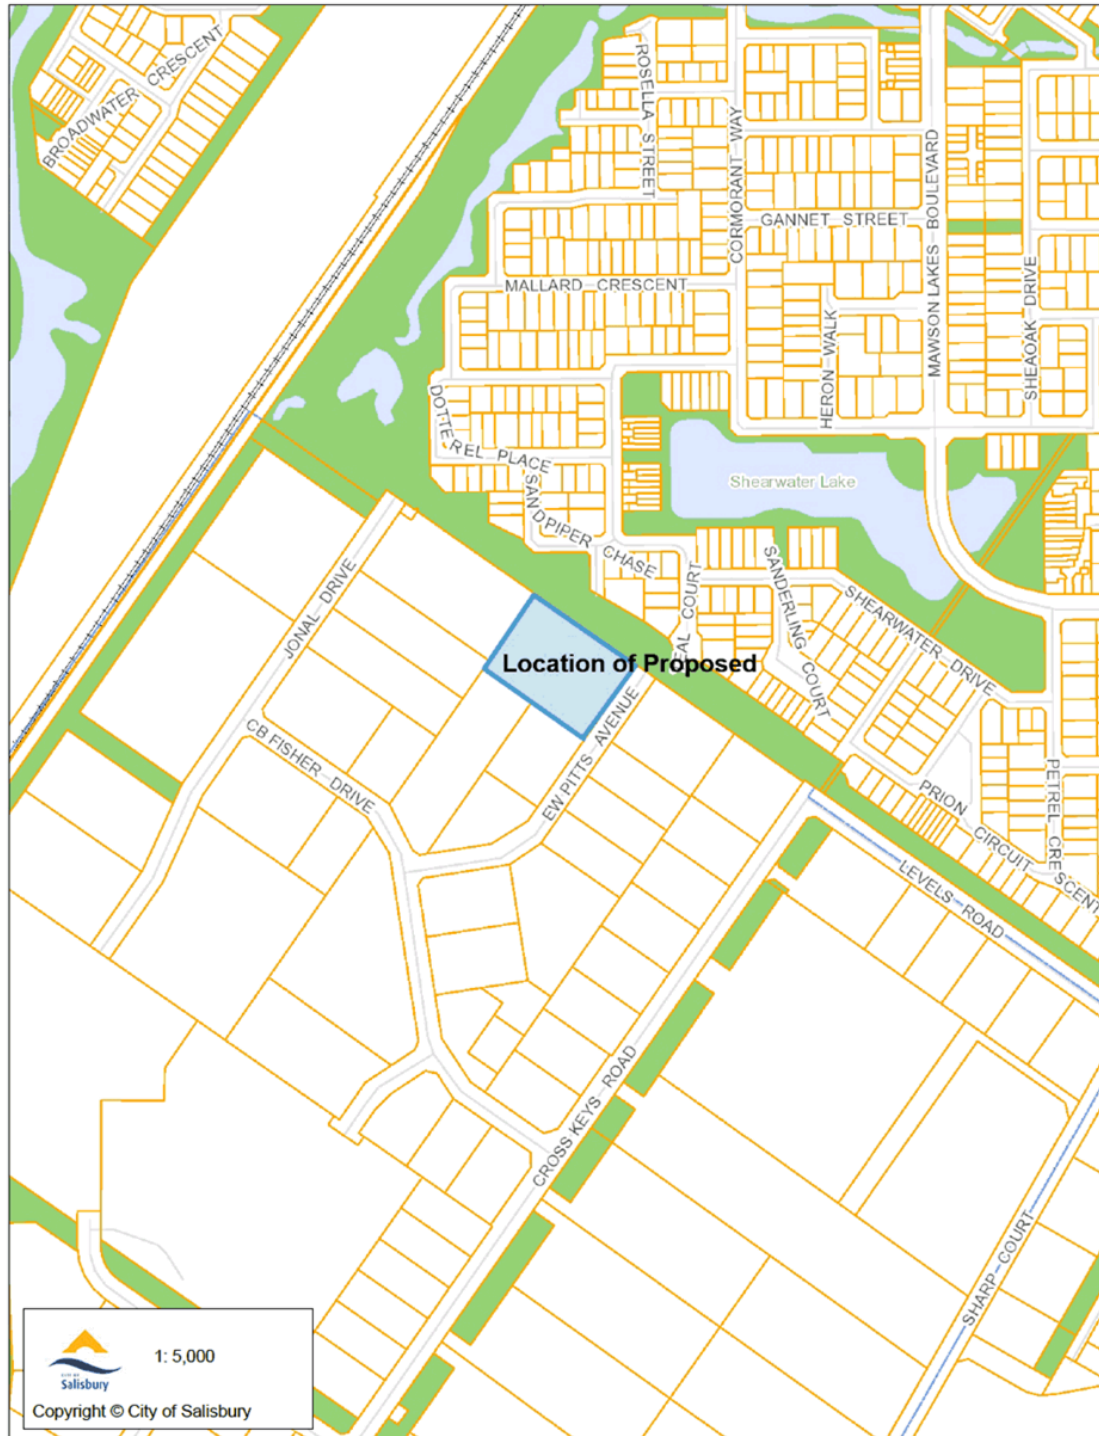 BROADWATER CRESCENT
ROSELLA STREET
CORMORANT WAY
MAWSON LAKES BOULEVARD
GANNET STREET
MALLARD CRESCENT
HERON WALK
SHEAOAK DRIVE
DOTTEREL PLACE
Shearwater Lake
SANDPIPER CHASE
SANDERLING COURT
SHEARWATER DRIVE
EAL COURT
JONAL DRIVE
Location of Proposed
CB FISHER DRIVE
EW PITTS AVENUE
PETREL CRESCENT
PRION CIRCUIT
LEVELS ROAD
CROSS KEYS ROAD
SHARP COURT
1: 5,000
CITY OF
Salisbury
Copyright © City of Salisbury